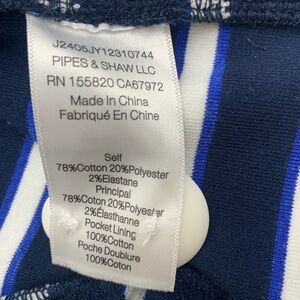 J2405JY12310744
PIPES & SHAW LLC
RN 155820 CA67972
Made in China
Fabriqué En Chine
Self
78%Cotton 20%Polyester
2%Elastane
Principal
78%Coton 20%Polyester
2%Élasthanne
Pocket Lining
100%Cotton
Poche Doublure
100%Coton